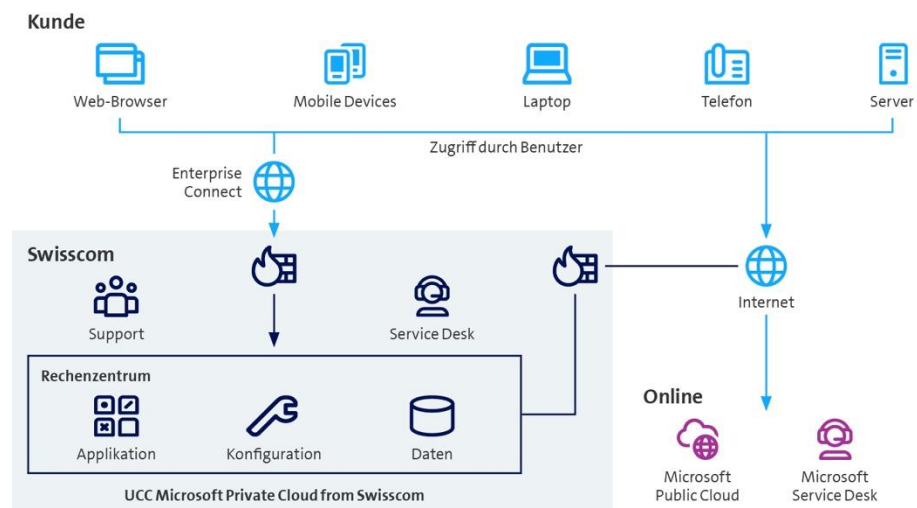 Kunde
Web-Browser
Mobile Devices
Laptop
Telefon
Server
Zugriff durch Benutzer
Enterprise
Connect
Swisscom
Support
Service Desk
Internet
Rechenzentrum
Applikation
Konfiguration
Daten
UCC Microsoft Private Cloud from Swisscom
Online
Microsoft
Public Cloud
Microsoft
Service Desk